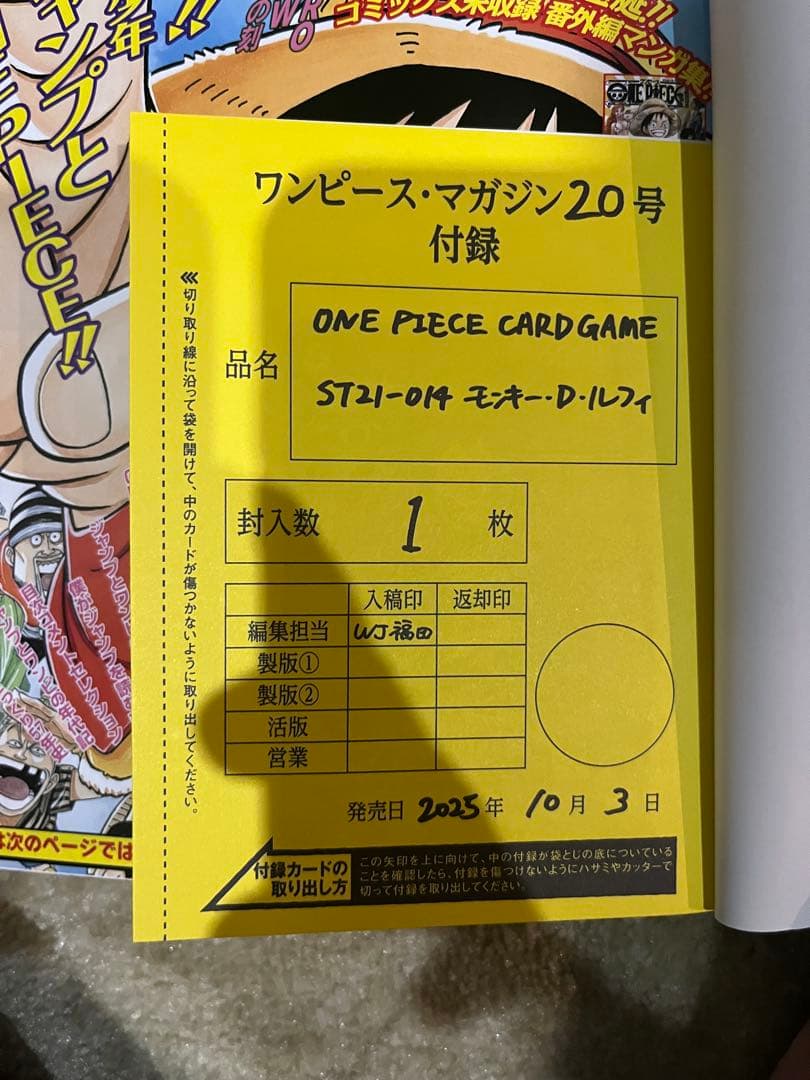 コミックス未収録 番外編マンガ集!!
ONE PIECE
ワンピース・マガジン20号
付録
品名
ONE PIECE CARD GAME
ST21-014 モンキー・D・ルフィ
封入数 1 枚
入稿印 返却印
編集担当 WJ福田
製版①
製版②
活版
営業
発売日 2025年 10月 3日
付録カードの
取り出し方
この矢印を上に向けて、中の付録が袋とじの底についている
ことを確認したら、付録を傷つけないようにハサミやカッターで
切って付録を取り出してください。
切り取り線に沿って袋を開けて、中のカードが傷つかないように取り出してください。
は次のページでは